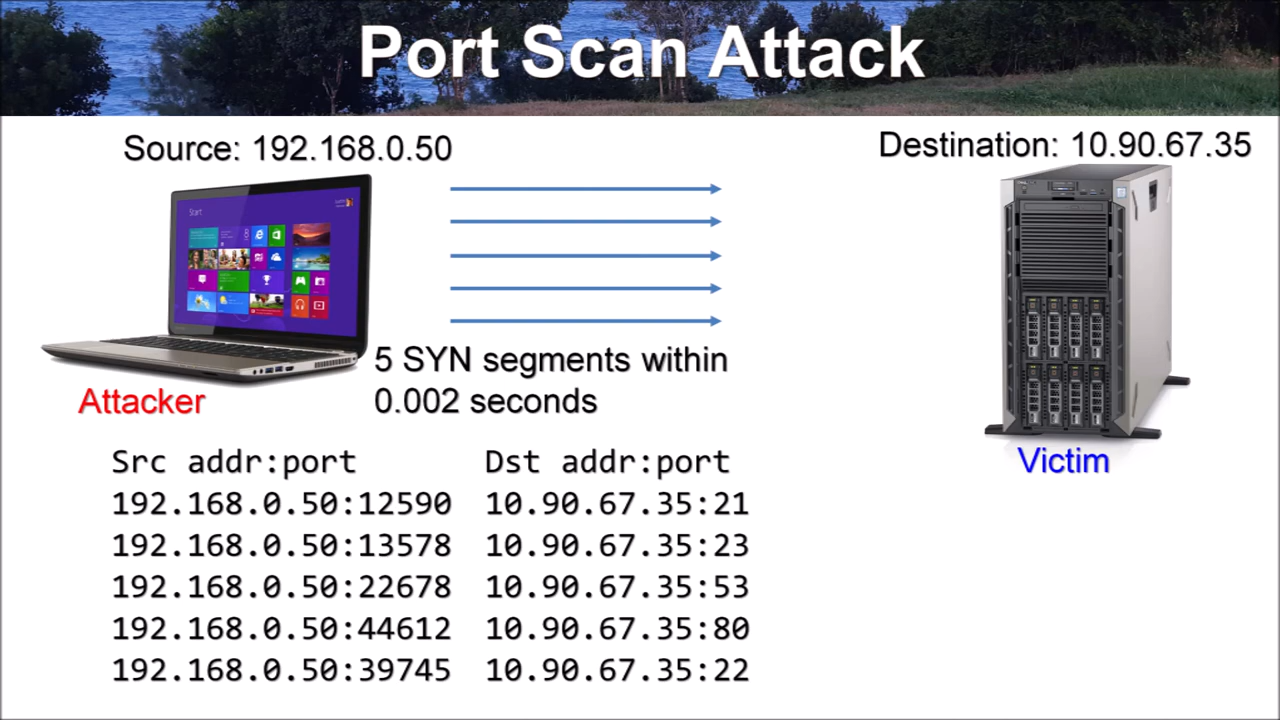 Port Scan Attack
Source: 192.168.0.50
Destination: 10.90.67.35
Start
5 SYN segments within
0.002 seconds
Attacker
Victim
Src addr:port Dst addr:port
192.168.0.50:12590 10.90.67.35:21
192.168.0.50:13578 10.90.67.35:23
192.168.0.50:22678 10.90.67.35:53
192.168.0.50:44612 10.90.67.35:80
192.168.0.50:39745 10.90.67.35:22